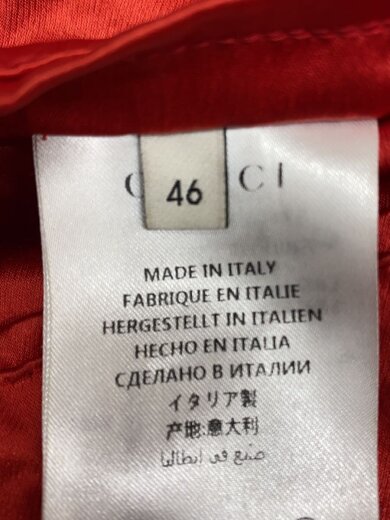 46
MADE IN ITALY
FABRIQUE EN ITALIE
HERGESTELLT IN ITALIEN
HECHO EN ITALIA
СДЕЛАНО В ИТАЛИИ
イタリア製
产地:意大利
صنع في ايطاليا